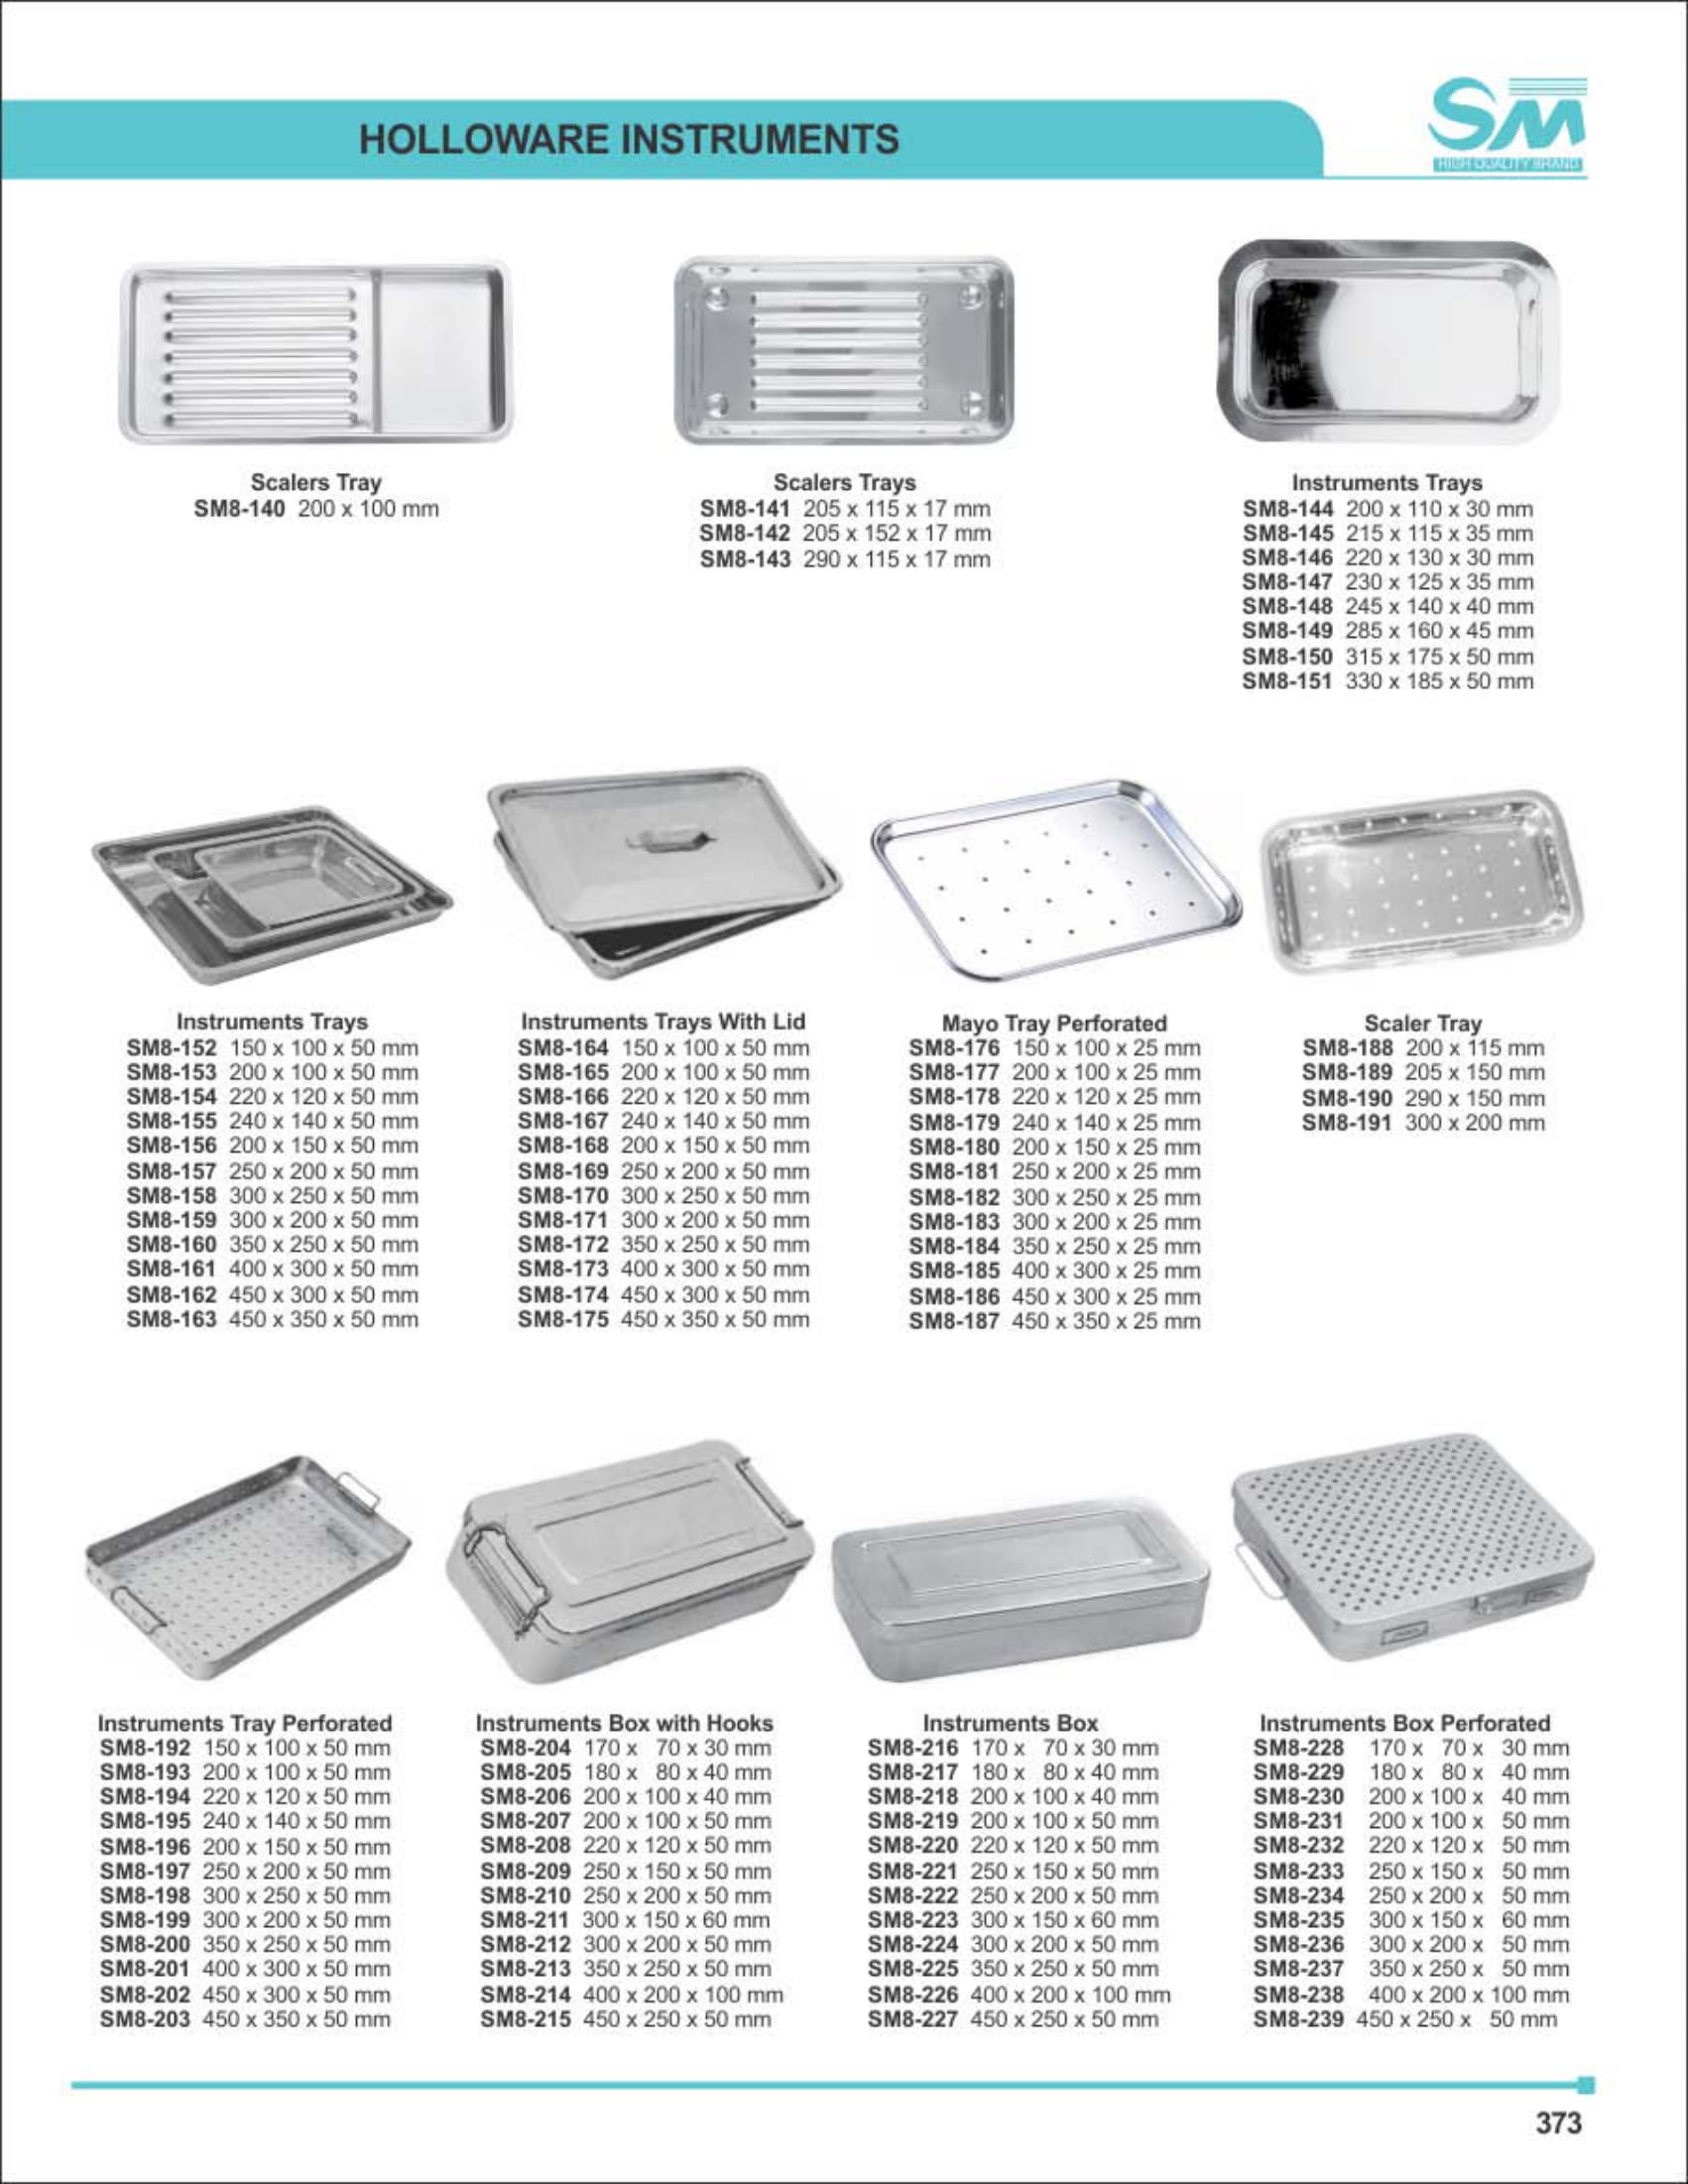 HOLLOWARE INSTRUMENTS
SM
HIGH QUALITY BRAND
Scalers Tray
SM8-140 200 x 100 mm
Scalers Trays
SM8-141 205 x 115 x 17 mm
SM8-142 205 x 152 x 17 mm
SM8-143 290 x 115 x 17 mm
Instruments Trays
SM8-144 200 x 110 x 30 mm
SM8-145 215 x 115 x 35 mm
SM8-146 220 x 130 x 30 mm
SM8-147 230 x 125 x 35 mm
SM8-148 245 x 140 x 40 mm
SM8-149 285 x 160 x 45 mm
SM8-150 315 x 175 x 50 mm
SM8-151 330 x 185 x 50 mm
Instruments Trays
SM8-152 150 x 100 x 50 mm
SM8-153 200 x 100 x 50 mm
SM8-154 220 x 120 x 50 mm
SM8-155 240 x 140 x 50 mm
SM8-156 200 x 150 x 50 mm
SM8-157 250 x 200 x 50 mm
SM8-158 300 x 250 x 50 mm
SM8-159 300 x 200 x 50 mm
SM8-160 350 x 250 x 50 mm
SM8-161 400 x 300 x 50 mm
SM8-162 450 x 300 x 50 mm
SM8-163 450 x 350 x 50 mm
Instruments Trays With Lid
SM8-164 150 x 100 x 50 mm
SM8-165 200 x 100 x 50 mm
SM8-166 220 x 120 x 50 mm
SM8-167 240 x 140 x 50 mm
SM8-168 200 x 150 x 50 mm
SM8-169 250 x 200 x 50 mm
SM8-170 300 x 250 x 50 mm
SM8-171 300 x 200 x 50 mm
SM8-172 350 x 250 x 50 mm
SM8-173 400 x 300 x 50 mm
SM8-174 450 x 300 x 50 mm
SM8-175 450 x 350 x 50 mm
Mayo Tray Perforated
SM8-176 150 x 100 x 25 mm
SM8-177 200 x 100 x 25 mm
SM8-178 220 x 120 x 25 mm
SM8-179 240 x 140 x 25 mm
SM8-180 200 x 150 x 25 mm
SM8-181 250 x 200 x 25 mm
SM8-182 300 x 250 x 25 mm
SM8-183 300 x 200 x 25 mm
SM8-184 350 x 250 x 25 mm
SM8-185 400 x 300 x 25 mm
SM8-186 450 x 300 x 25 mm
SM8-187 450 x 350 x 25 mm
Scaler Tray
SM8-188 200 x 115 mm
SM8-189 205 x 150 mm
SM8-190 290 x 150 mm
SM8-191 300 x 200 mm
Instruments Tray Perforated
SM8-192 150 x 100 x 50 mm
SM8-193 200 x 100 x 50 mm
SM8-194 220 x 120 x 50 mm
SM8-195 240 x 140 x 50 mm
SM8-196 200 x 150 x 50 mm
SM8-197 250 x 200 x 50 mm
SM8-198 300 x 250 x 50 mm
SM8-199 300 x 200 x 50 mm
SM8-200 350 x 250 x 50 mm
SM8-201 400 x 300 x 50 mm
SM8-202 450 x 300 x 50 mm
SM8-203 450 x 350 x 50 mm
Instruments Box with Hooks
SM8-204 170 x 70 x 30 mm
SM8-205 180 x 80 x 40 mm
SM8-206 200 x 100 x 40 mm
SM8-207 200 x 100 x 50 mm
SM8-208 220 x 120 x 50 mm
SM8-209 250 x 150 x 50 mm
SM8-210 250 x 200 x 50 mm
SM8-211 300 x 150 x 60 mm
SM8-212 300 x 200 x 50 mm
SM8-213 350 x 250 x 50 mm
SM8-214 400 x 200 x 100 mm
SM8-215 450 x 250 x 50 mm
Instruments Box
SM8-216 170 x 70 x 30 mm
SM8-217 180 x 80 x 40 mm
SM8-218 200 x 100 x 40 mm
SM8-219 200 x 100 x 50 mm
SM8-220 220 x 120 x 50 mm
SM8-221 250 x 150 x 50 mm
SM8-222 250 x 200 x 50 mm
SM8-223 300 x 150 x 60 mm
SM8-224 300 x 200 x 50 mm
SM8-225 350 x 250 x 50 mm
SM8-226 400 x 200 x 100 mm
SM8-227 450 x 250 x 50 mm
Instruments Box Perforated
SM8-228 170 x 70 x 30 mm
SM8-229 180 x 80 x 40 mm
SM8-230 200 x 100 x 40 mm
SM8-231 200 x 100 x 50 mm
SM8-232 220 x 120 x 50 mm
SM8-233 250 x 150 x 50 mm
SM8-234 250 x 200 x 50 mm
SM8-235 300 x 150 x 60 mm
SM8-236 300 x 200 x 50 mm
SM8-237 350 x 250 x 50 mm
SM8-238 400 x 200 x 100 mm
SM8-239 450 x 250 x 50 mm
373